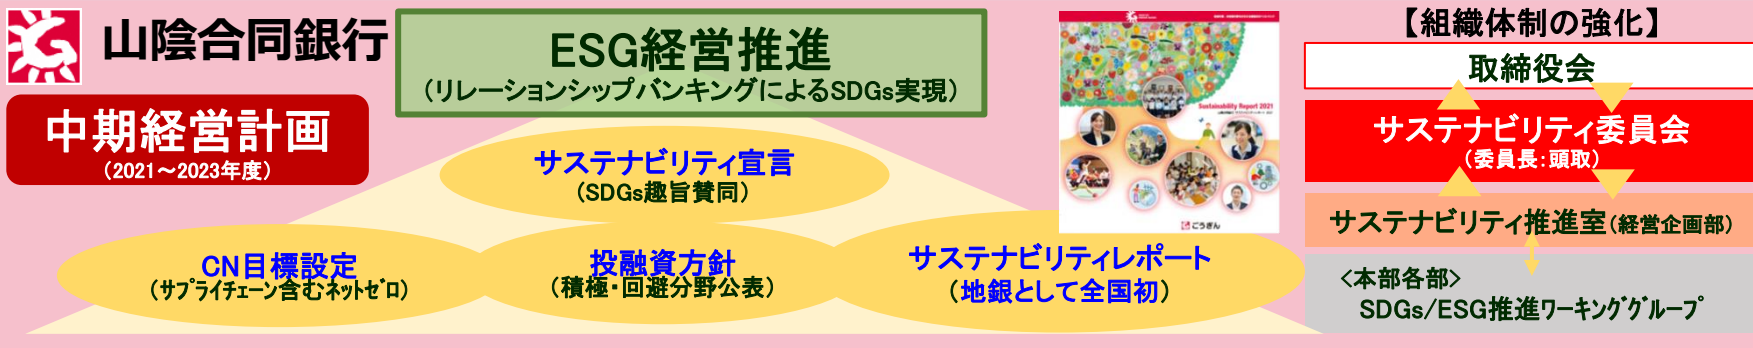 山陰合同銀行
中期経営計画
(2021～2023年度)
ESG経営推進
(リレーションシップバンキングによるSDGs実現)
サステナビリティ宣言
(SDGs趣旨賛同)
CN目標設定
(ｻﾌﾟﾗｲﾁｪｰﾝ含むﾈｯﾄｾﾞﾛ)
投融資方針
(積極・回避分野公表)
サステナビリティレポート
(地銀として全国初)
Sustainability Report 2021
ごうぎん
【組織体制の強化】
取締役会
サステナビリティ委員会
(委員長：頭取)
サステナビリティ推進室(経営企画部)
<本部各部>
SDGs/ESG推進ﾜｰｷﾝｸﾞｸﾞﾙｰﾌﾟ